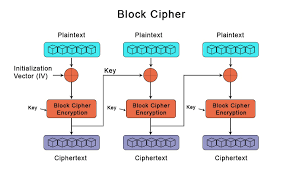 Block Cipher
Plaintext
Plaintext
Plaintext
Initialization
Vector (IV)
Key
Key
Block Cipher
Encryption
Key
Block Cipher
Encryption
Key
Block Cipher
Encryption
Ciphertext
Ciphertext
Ciphertext